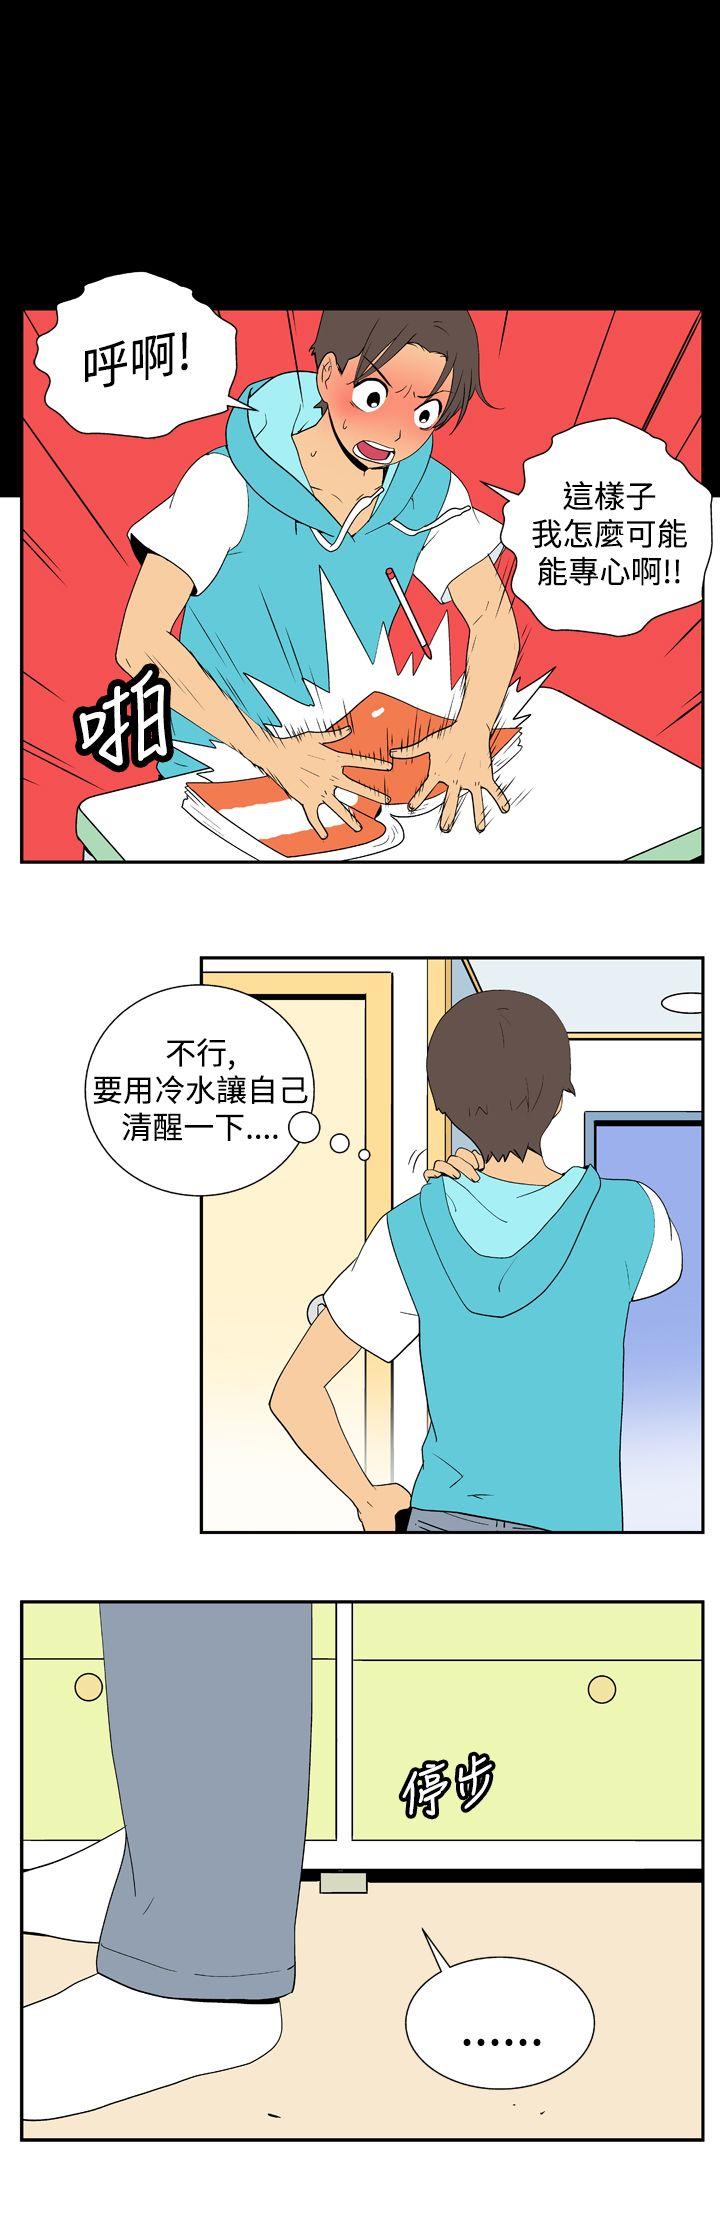 呼啊!
這樣子
我怎麼可能
能專心啊!!
啪
不行,
要用冷水讓自己
清醒一下....
停步
......